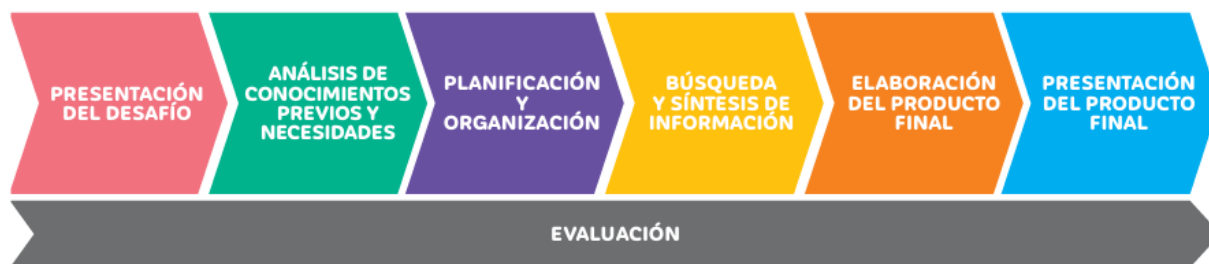 PRESENTACIÓN
DEL DESAFÍO
ANÁLISIS DE
CONOCIMIENTOS
PREVIOS Y
NECESIDADES
PLANIFICACIÓN
Y
ORGANIZACIÓN
BÚSQUEDA
Y SÍNTESIS DE
INFORMACIÓN
ELABORACIÓN
DEL PRODUCTO
FINAL
PRESENTACIÓN
DEL PRODUCTO
FINAL
EVALUACIÓN